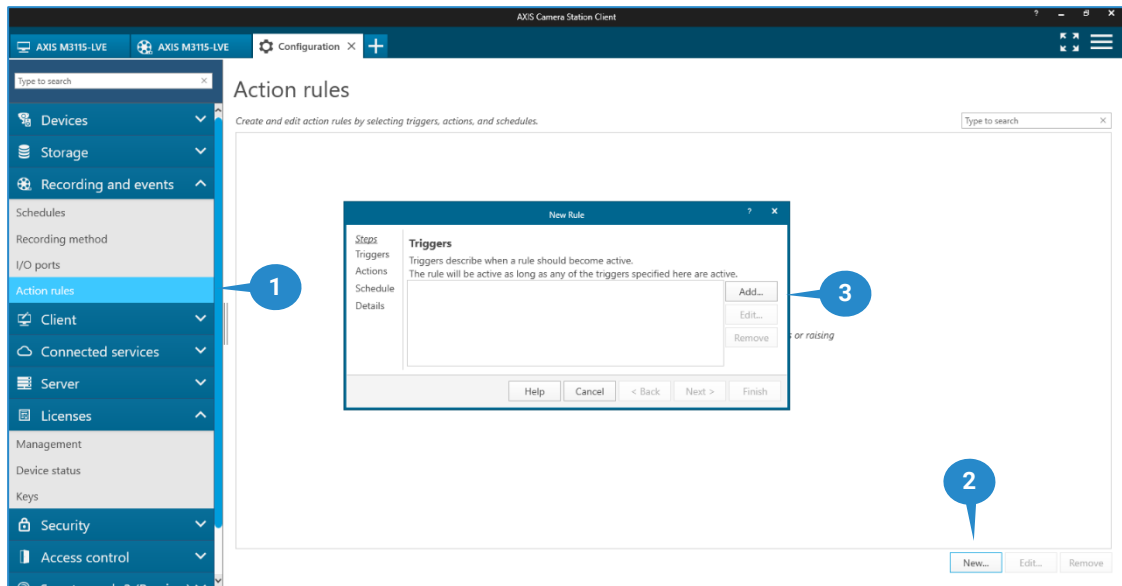 AXIS Camera Station Client
?
AXIS M3115-LVE
AXIS M3115-LVE
Configuration
Type to search
Action rules
Create and edit action rules by selecting triggers, actions, and schedules.
Type to search
Devices
Storage
Recording and events
Schedules
Recording method
I/O ports
Action rules
Client
Connected services
Server
Licenses
Management
Device status
Keys
Security
Access control
1
New Rule
?
Steps
Triggers
Actions
Schedule
Details
Triggers
Triggers describe when a rule should become active.
The rule will be active as long as any of the triggers specified here are active.
Add...
Edit...
Remove
3
s or raising
Help
Cancel
< Back
Next >
Finish
2
New...
Edit...
Remove